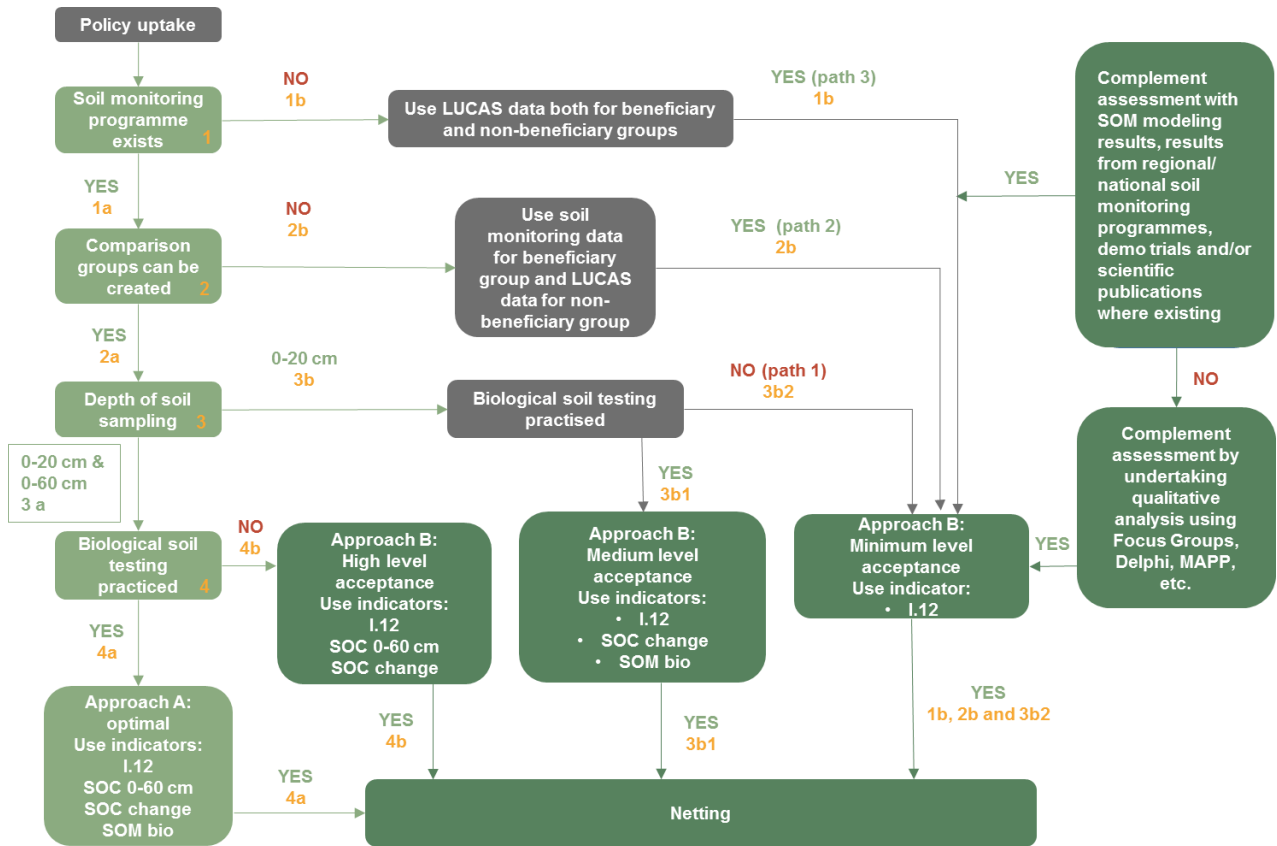 Policy uptake
NO
1b
YES (path 3)
1b
Soil monitoring
programme
exists
1
Use LUCAS data both for beneficiary
and non-beneficiary groups
Complement
assessment with
SOM modeling
results, results
from regional/
national soil
monitoring
programmes,
demo trials and/or
scientific
publications
where existing
YES
YES
1a
NO
2b
YES (path 2)
2b
Comparison
groups can be
created
2
Use soil
monitoring data
for beneficiary
group and LUCAS
data for non-
beneficiary group
YES
2a
0-20 cm
3b
NO (path 1)
3b2
NO
Depth of soil
sampling
3
Biological soil testing
practised
0-20 cm &
0-60 cm
3 a
YES
3b1
Complement
assessment by
undertaking
qualitative
analysis using
Focus Groups,
Delphi, MAPP,
etc.
YES
Biological soil
testing
practiced
4
NO
4b
Approach B:
High level
acceptance
Use indicators:
I.12
SOC 0-60 cm
SOC change
Approach B:
Medium level
acceptance
Use indicators:
• I.12
• SOC change
• SOM bio
Approach B:
Minimum level
acceptance
Use indicator:
• I.12
YES
4a
Approach A:
optimal
Use indicators:
I.12
SOC 0-60 cm
SOC change
SOM bio
YES
4b
YES
3b1
YES
1b, 2b and 3b2
YES
4a
Netting